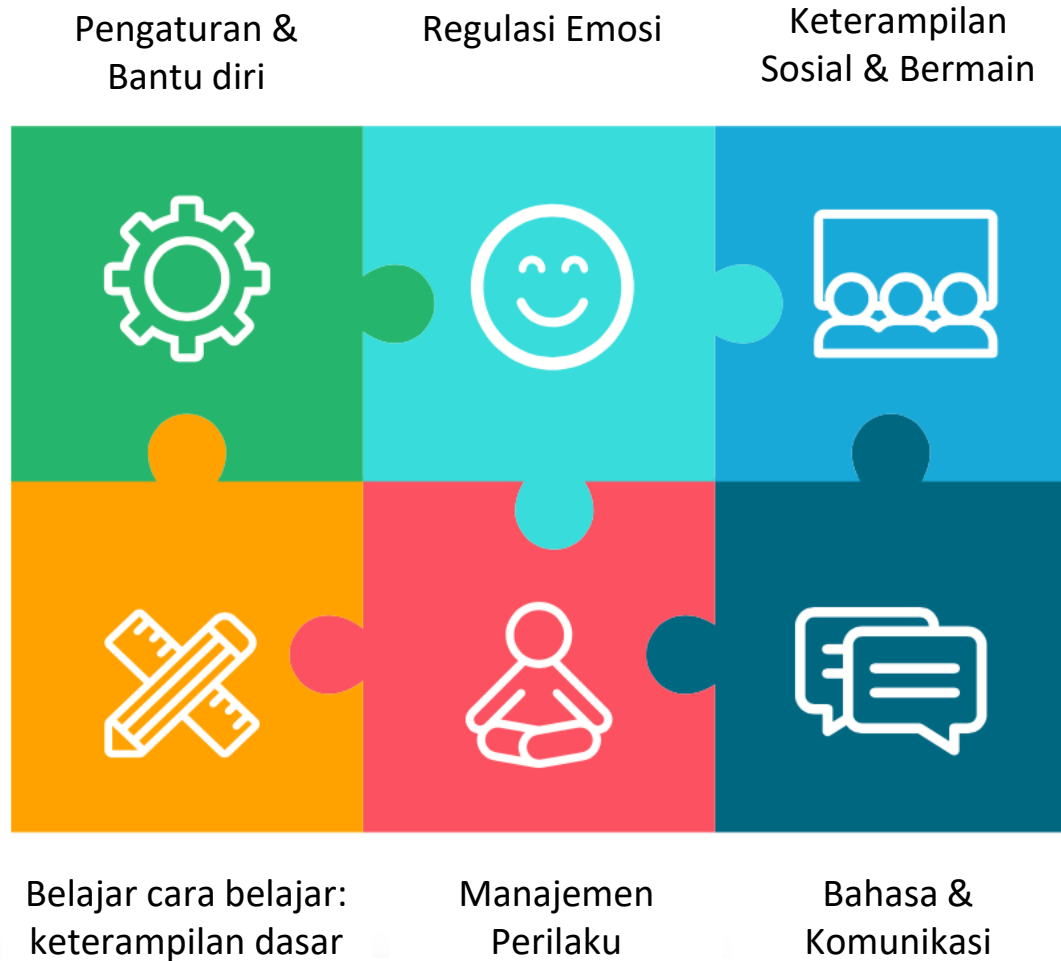 Pengaturan &
Bantu diri
Regulasi Emosi
Keterampilan
Sosial & Bermain
Belajar cara belajar:
keterampilan dasar
Manajemen
Perilaku
Bahasa &
Komunikasi